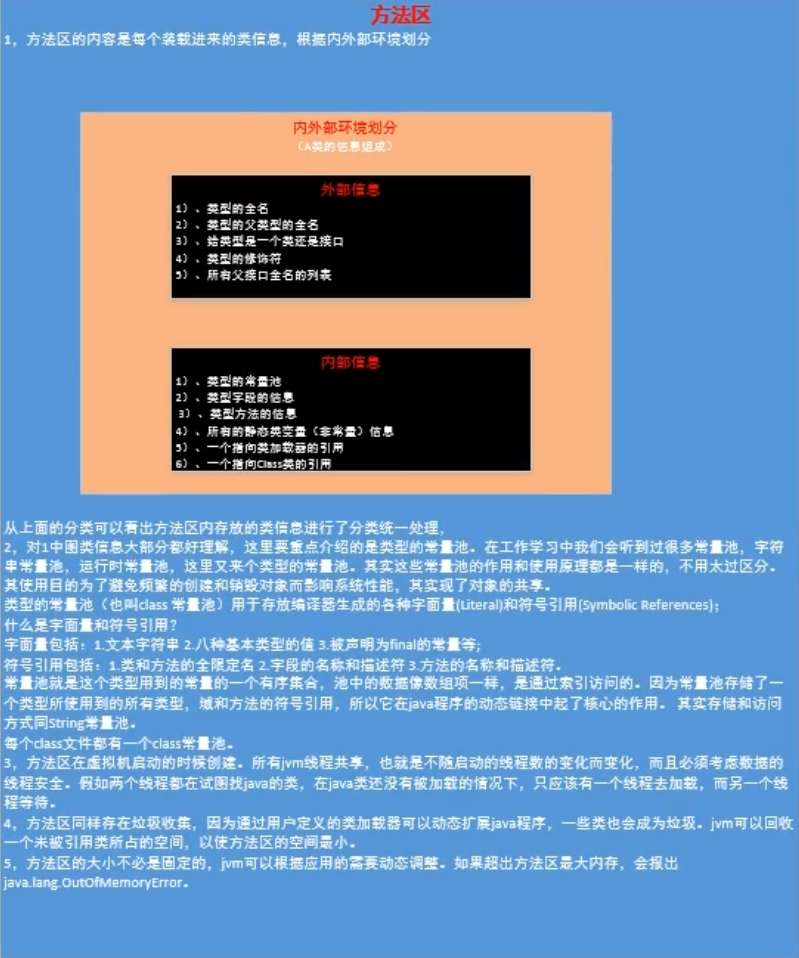 方法区
1，方法区的内容是每个装载进来的类信息，根据内外部环境划分
内外部环境划分
（A类的信息组成）
外部信息
1）、类型的全名
2）、类型的父类型的全名
3）、给类型是一个类还是接口
4）、类型的修饰符
5）、所有父接口全名的列表
内部信息
1）、类型的常量池
2）、类型字段的信息
3）、类型方法的信息
4）、所有的静态类变量（非常量）信息
5）、一个指向类加载器的引用
6）、一个指向Class类的引用
从上面的分类可以看出方法区内存放的类信息进行了分类统一处理，
2，对1中图类信息大部分都好理解，这里要重点介绍的是类型的常量池。在工作学习中我们会听到过很多常量池，字符
串常量池，运行时常量池，这里又来个类型的常量池。其实这些常量池的作用和使用原理都是一样的，不用太过区分。
其使用目的为了避免频繁的创建和销毁对象而影响系统性能，其实现了对象的共享。
类型的常量池（也叫class 常量池）用于存放编译器生成的各种字面量(Literal)和符号引用(Symbolic References)；
什么是字面量和符号引用？
字面量包括：1.文本字符串 2.八种基本类型的值 3.被声明为final的常量等;
符号引用包括：1.类和方法的全限定名 2.字段的名称和描述符 3.方法的名称和描述符。
常量池就是这个类型用到的常量的一个有序集合，池中的数据像数组项一样，是通过索引访问的。因为常量池存储了一
个类型所使用到的所有类型，域和方法的符号引用，所以它在java程序的动态链接中起了核心的作用。 其实存储和访问
方式同String常量池。
每个class文件都有一个class常量池。
3，方法区在虚拟机启动的时候创建。所有jvm线程共享，也就是不随启动的线程数的变化而变化，而且必须考虑数据的
线程安全。假如两个线程都在试图找java的类，在java类还没有被加载的情况下，只应该有一个线程去加载，而另一个线
程等待。
4，方法区同样存在垃圾收集，因为通过用户定义的类加载器可以动态扩展java程序，一些类也会成为垃圾。jvm可以回收
一个未被引用类所占的空间，以使方法区的空间最小。
5，方法区的大小不必是固定的，jvm可以根据应用的需要动态调整。如果超出方法区最大内存，会报出
java.lang.OutOfMemoryError。